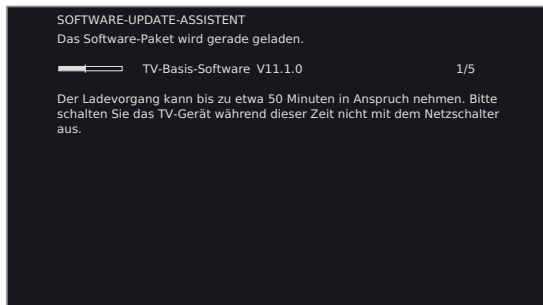 SOFTWARE-UPDATE-ASSISTENT
Das Software-Paket wird gerade geladen.
TV-Basis-Software V11.1.0 1/5
Der Ladevorgang kann bis zu etwa 50 Minuten in Anspruch nehmen. Bitte
schalten Sie das TV-Gerät während dieser Zeit nicht mit dem Netzschalter
aus.